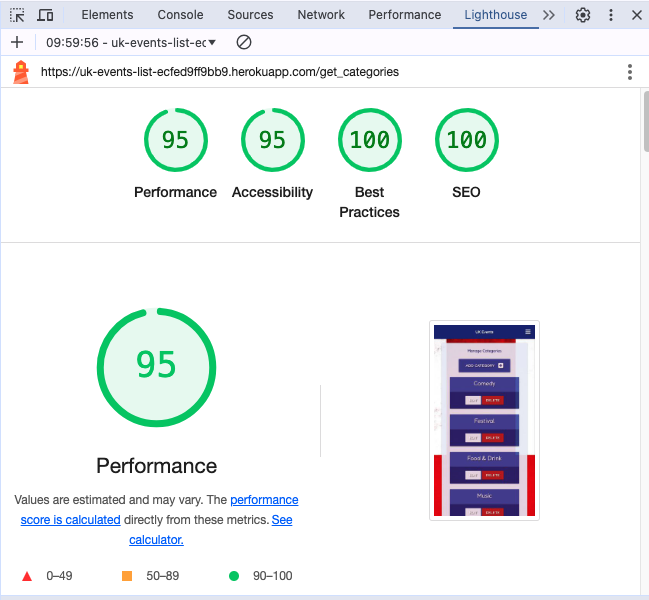 Elements Console Sources Network Performance Lighthouse
09:59:56 - uk-events-list-ec
https://uk-events-list-ecfed9ff9bb9.herokuapp.com/get_categories
95 95 100 100
Performance Accessibility Best Practices SEO
95
UK Events
Manage Categories
ADD CATEGORY
Comedy
EDIT DELETE
Festival
EDIT DELETE
Food & Drink
EDIT DELETE
Music
EDIT DELETE
Performance
Values are estimated and may vary. The performance
score is calculated directly from these metrics. See
calculator.
0–49 50–89 90–100